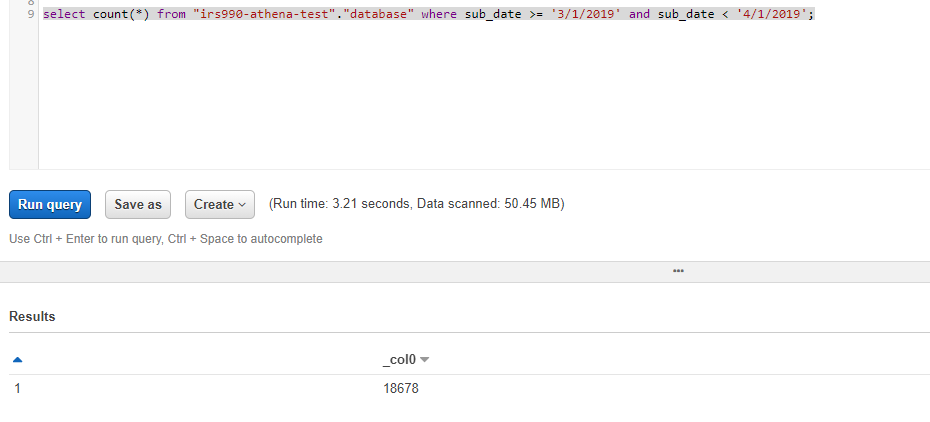 8
9 select count(*) from "irs990-athena-test"."database" where sub_date >= '3/1/2019' and sub_date < '4/1/2019';
Run query Save as Create (Run time: 3.21 seconds, Data scanned: 50.45 MB)
Use Ctrl + Enter to run query, Ctrl + Space to autocomplete
Results
_col0
1 18678